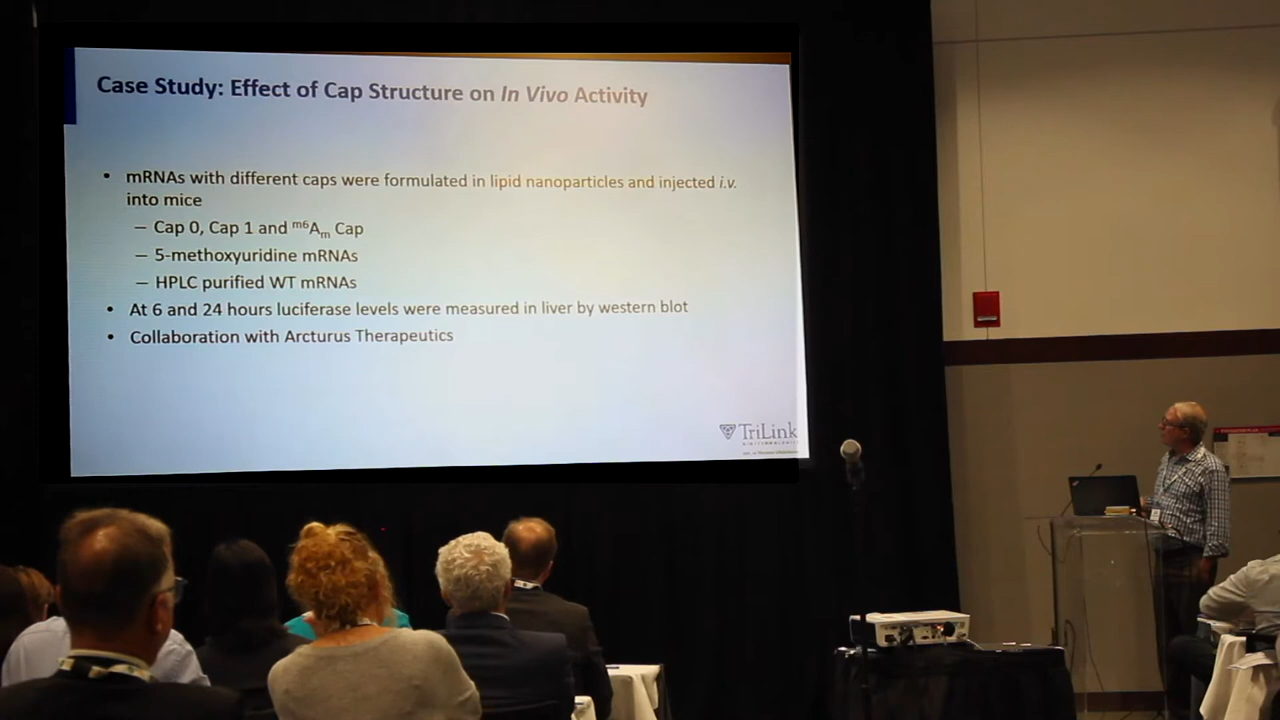 Case Study: Effect of Cap Structure on In Vivo Activity
• mRNAs with different caps were formulated in lipid nanoparticles and injected i.v.
into mice
– Cap 0, Cap 1 and m6Am Cap
– 5-methoxyuridine mRNAs
– HPLC purified WT mRNAs
• At 6 and 24 hours luciferase levels were measured in liver by western blot
• Collaboration with Arcturus Therapeutics
TriLink
BIOTECHNOLOGIES